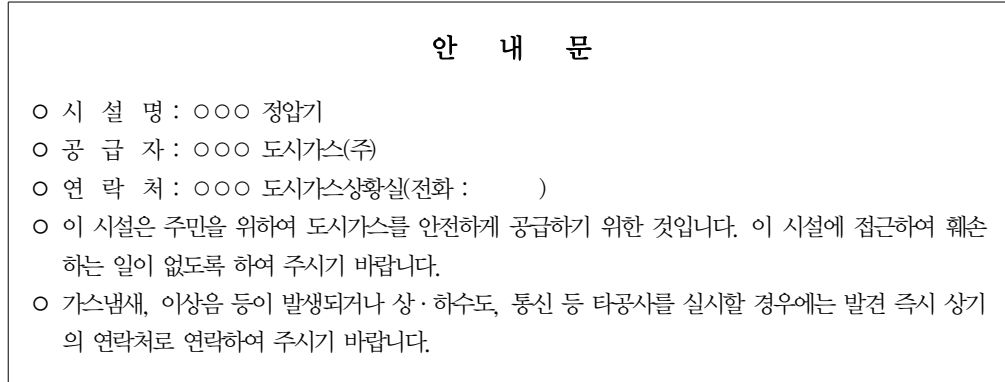 안 내 문
○ 시 설 명 : ○○○ 정압기
○ 공 급 자 : ○○○ 도시가스(주)
○ 연 락 처 : ○○○ 도시가스상황실(전화 : )
○ 이 시설은 주민을 위하여 도시가스를 안전하게 공급하기 위한 것입니다. 이 시설에 접근하여 훼손
하는 일이 없도록 하여 주시기 바랍니다.
○ 가스냄새, 이상음 등이 발생되거나 상·하수도, 통신 등 타공사를 실시할 경우에는 발견 즉시 상기
의 연락처로 연락하여 주시기 바랍니다.